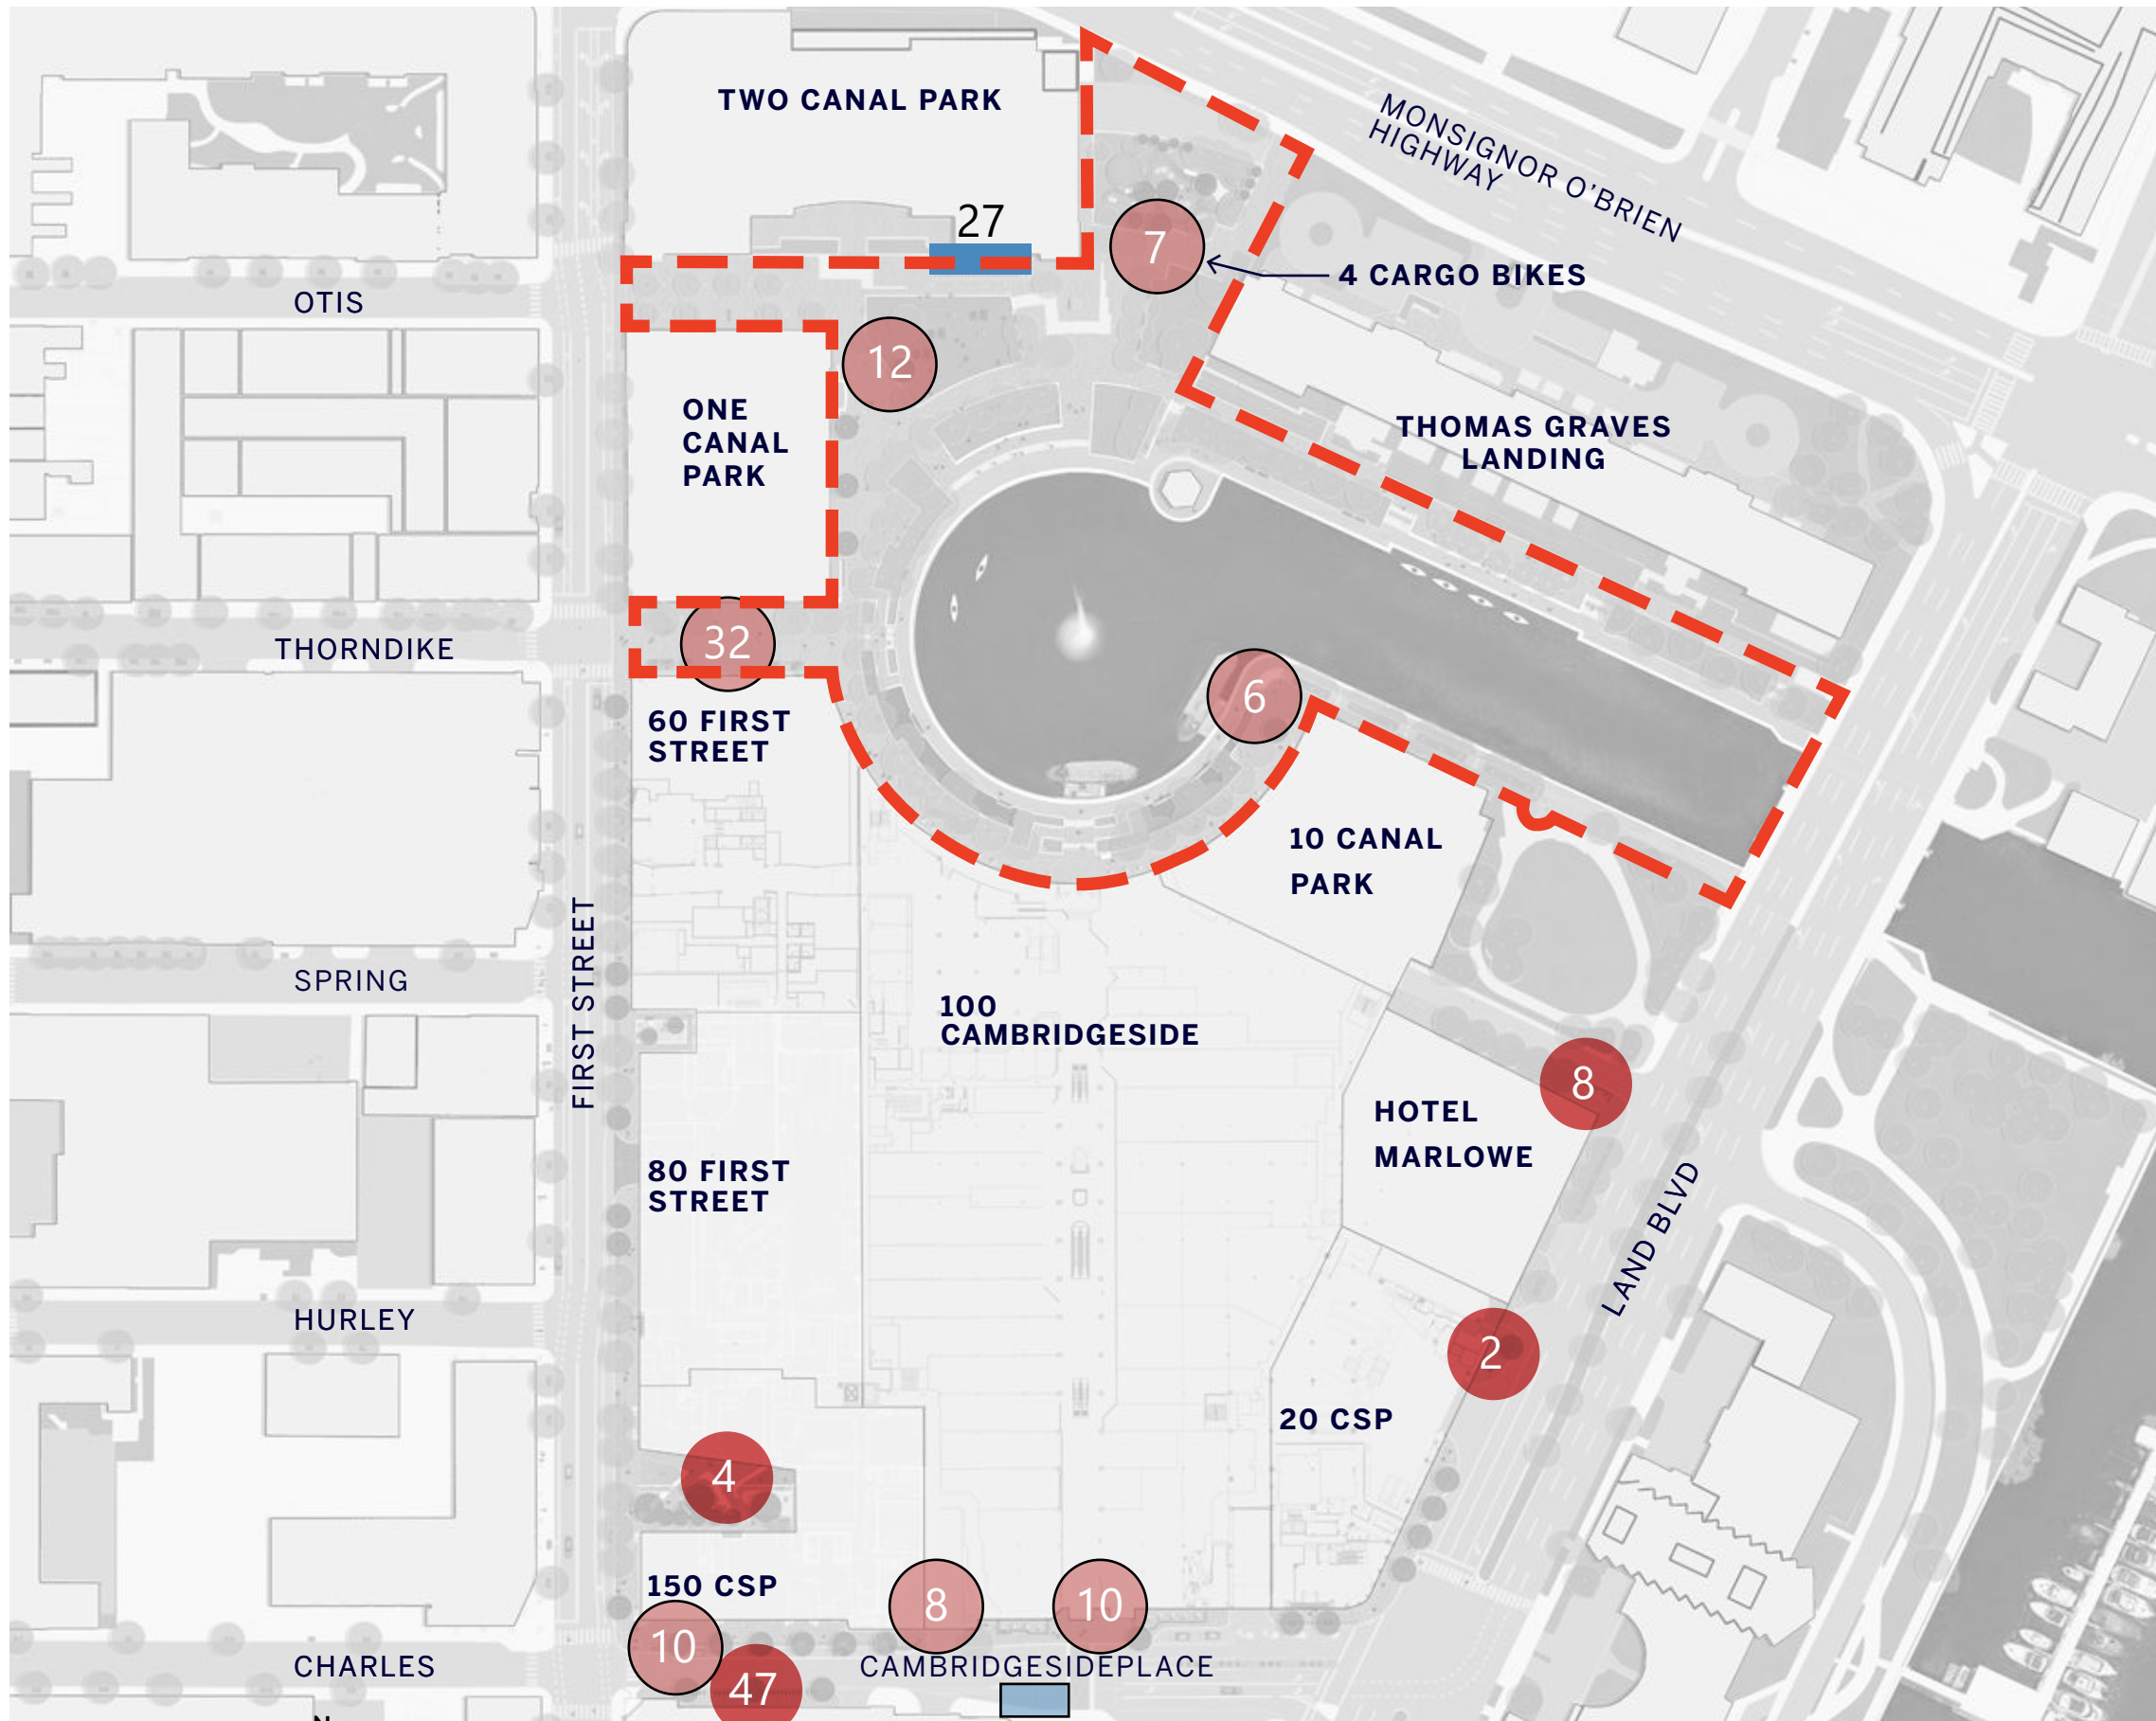 TWO CANAL PARK
MONSIGNOR O'BRIEN
HIGHWAY
27
7
4 CARGO BIKES
OTIS
12
ONE
CANAL
PARK
THOMAS GRAVES
LANDING
32
THORNDIKE
6
60 FIRST
STREET
10 CANAL
PARK
FIRST STREET
SPRING
100
CAMBRIDGESIDE
8
HOTEL
MARLOWE
80 FIRST
STREET
LAND BLVD
HURLEY
2
20 CSP
4
150 CSP
8
10
10
CHARLES
CAMBRIDGESIDEPLACE
47